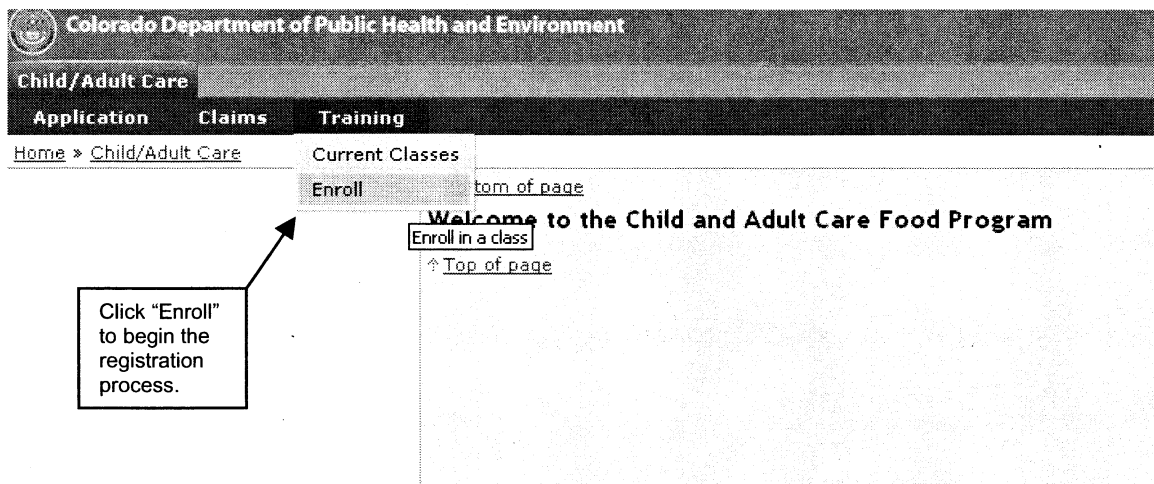 Colorado Department of Public Health and Environment
Child/Adult Care
Application Claims Training
Home » Child/Adult Care
Current Classes
Enroll
tom of page
Welcome to the Child and Adult Care Food Program
Enroll in a class
↑ Top of page
Click “Enroll”
to begin the
registration
process.